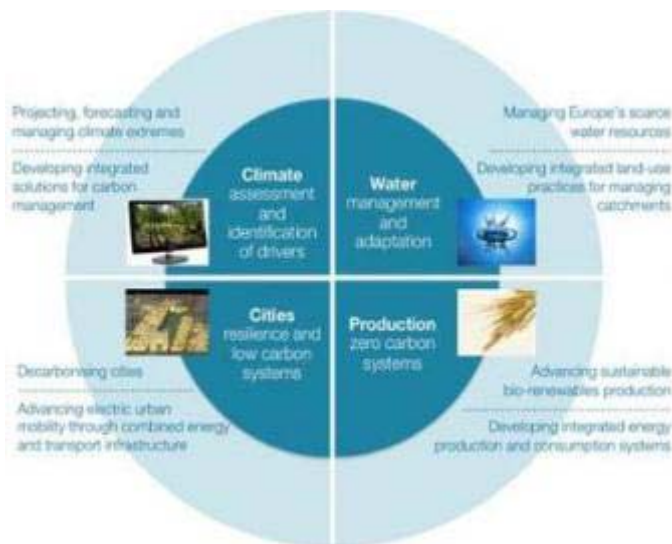 Projecting, forecasting and
managing climate extremes
Developing integrated
solutions for carbon
management
Climate
assessment
and
identification
of drivers
Managing Europe's scarce
water resources
Developing integrated land-use
practices for managing
catchments
Water
management
and
adaptation
Cities
resilience and
low carbon
systems
Decarbonising cities
Advancing electric urban
mobility through combined energy
and transport infrastructure
Production
zero carbon
systems
Advancing sustainable
bio-renewables production
Developing integrated energy
production and consumption systems